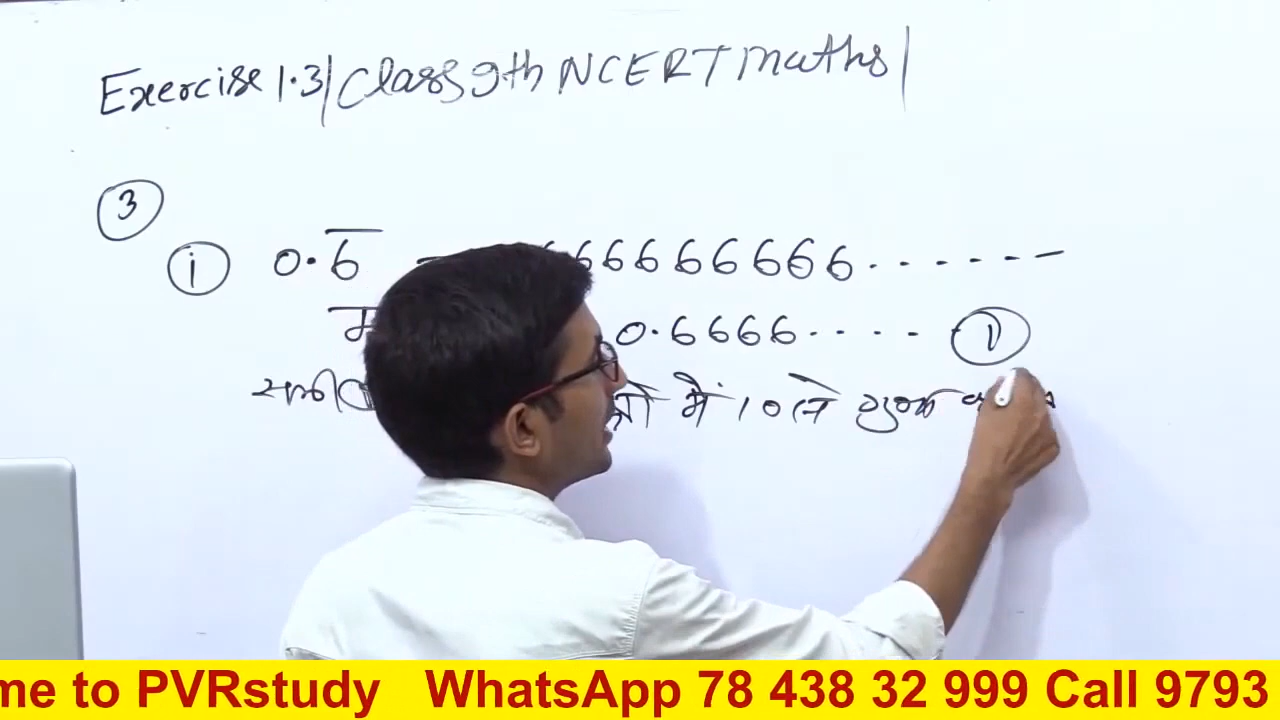 Exercise 1.3 | Class 9th NCERT maths |
3
i 0.6̅ 66666666.......
0.6666.... 1
में 10 से गुणा
me to PVRstudy WhatsApp 78 438 32 999 Call 9793